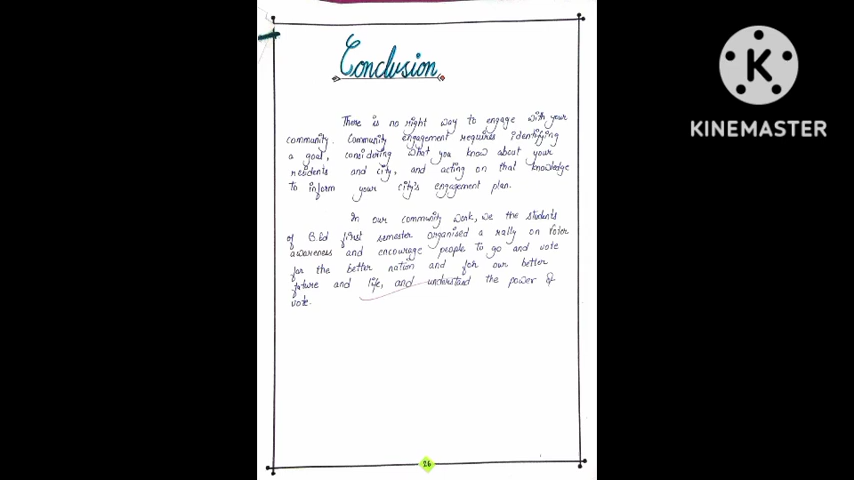 Conclusion
There is no right way to engage with your
community. Community engagement requires identifying
a goal, considering what you know about your
residents and city, and acting on that knowledge
to inform your city's engagement plan.
In our community work, we the students
of B.Ed first semester organised a rally on Voter
awareness and encourage people to go and vote
for the better nation and for our better
future and life, and understand the power of
vote.
26
K
KINEMASTER